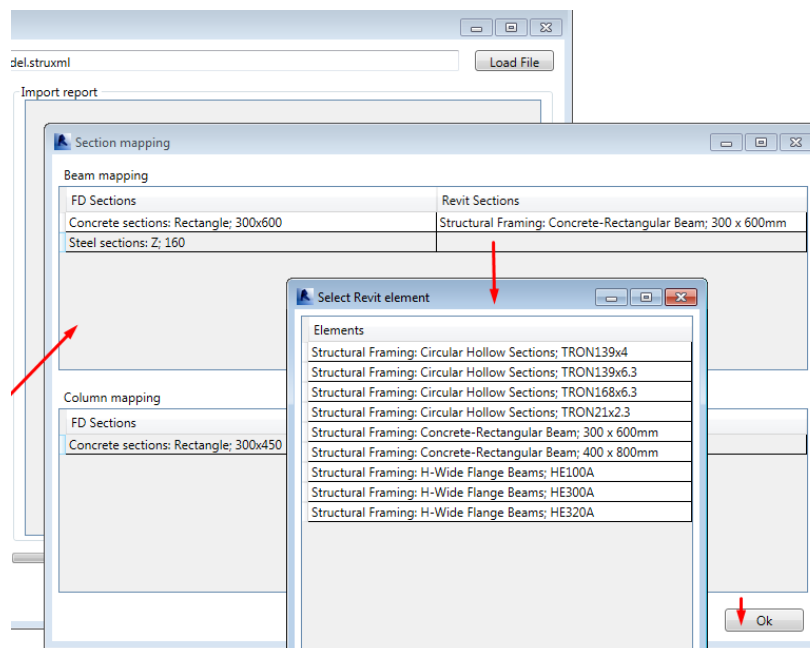 del.struxml
Load File
Import report
Section mapping
Beam mapping
FD Sections Revit Sections
Concrete sections: Rectangle; 300x600 Structural Framing: Concrete-Rectangular Beam; 300 x 600mm
Steel sections: Z; 160
Select Revit element
Elements
Structural Framing: Circular Hollow Sections; TRON139x4
Structural Framing: Circular Hollow Sections; TRON139x6.3
Structural Framing: Circular Hollow Sections; TRON168x6.3
Structural Framing: Circular Hollow Sections; TRON21x2.3
Structural Framing: Concrete-Rectangular Beam; 300 x 600mm
Structural Framing: Concrete-Rectangular Beam; 400 x 800mm
Structural Framing: H-Wide Flange Beams; HE100A
Structural Framing: H-Wide Flange Beams; HE300A
Structural Framing: H-Wide Flange Beams; HE320A
Column mapping
FD Sections
Concrete sections: Rectangle; 300x450
Ok